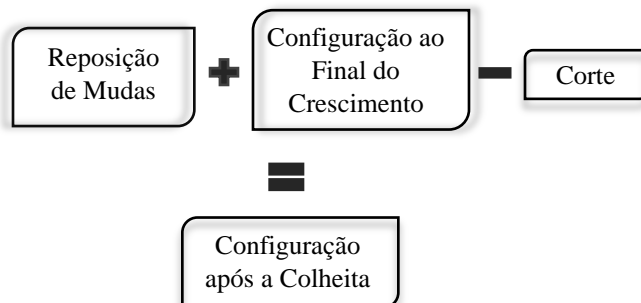 Reposição
de Mudas
+
Configuração ao
Final do
Crescimento
-
Corte
=
Configuração
após a Colheita